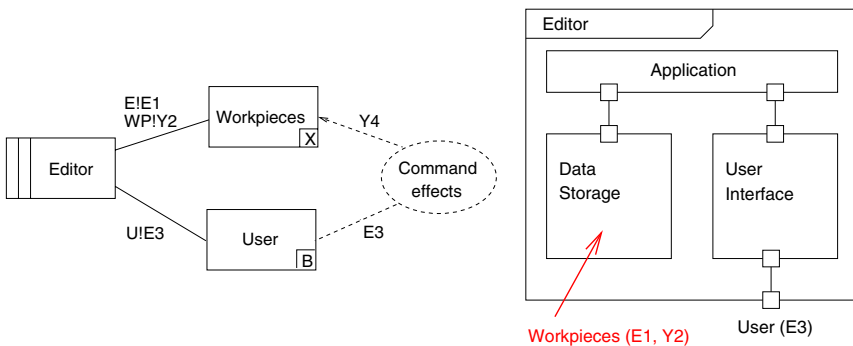 E!E1
WP!Y2
Workpieces
X
Y4
Editor
Command
effects
U!E3
User
B
E3
Editor
Application
Data
Storage
User
Interface
Workpieces (E1, Y2)
User (E3)